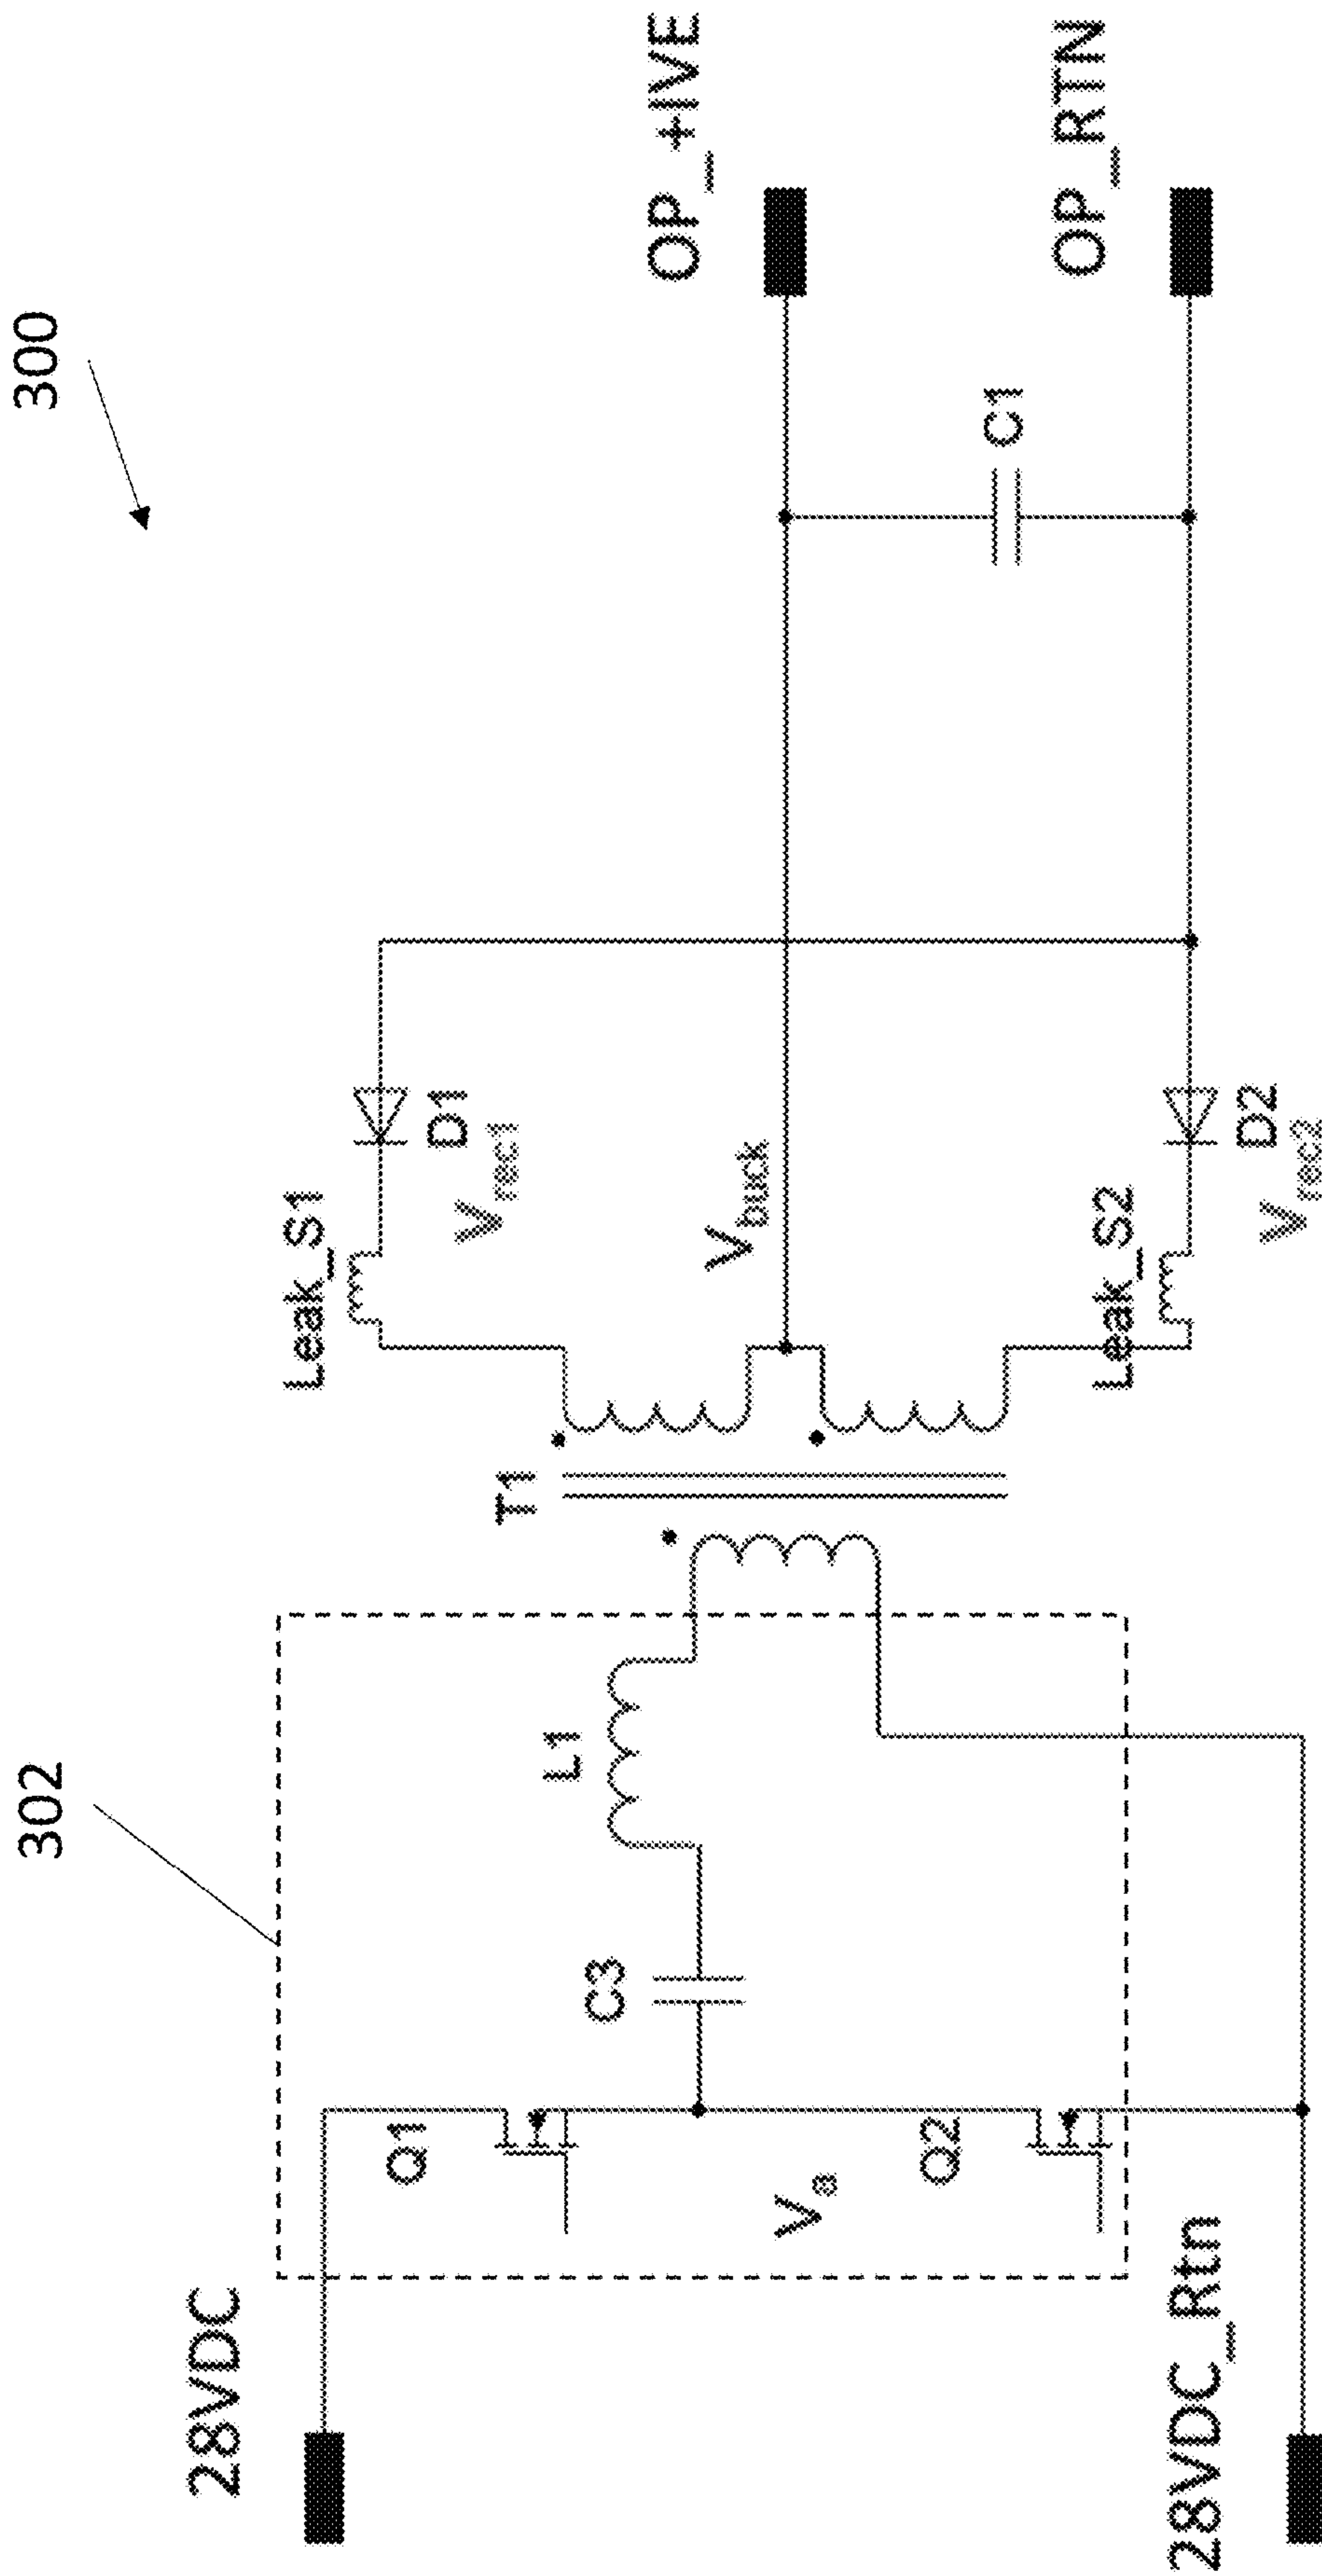 300
302
28VDC
Q1
C3
L1
T1
Leak_S1
D1
Vrec1
Vbuck
OP_+IVE
C1
OP_RTN
Va
Q2
Leak_S2
D2
Vrec2
28VDC_Rtn